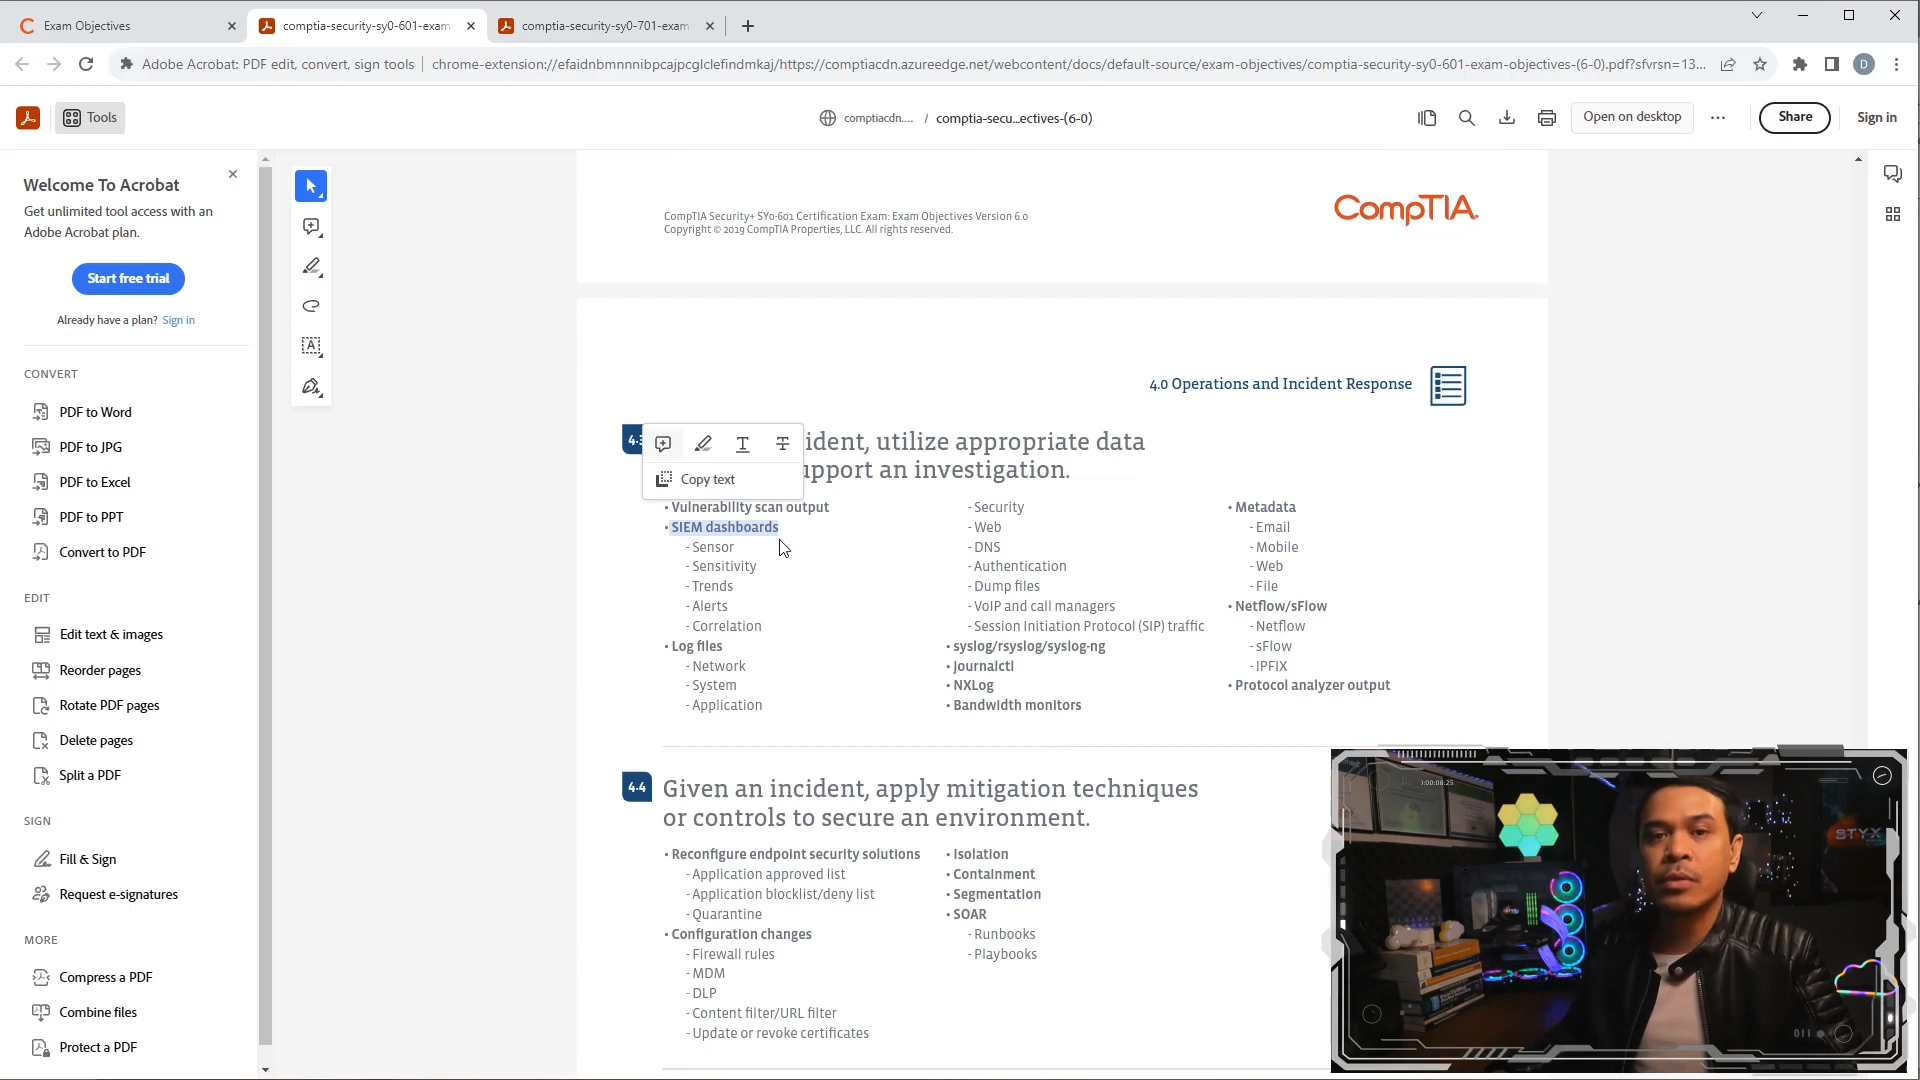 Exam Objectives
comptia-security-sy0-601-exam-
comptia-security-sy0-701-exam
Adobe Acrobat: PDF edit, convert, sign tools
chrome-extension://efaidnbmnnnibpcajpcglclefindmkaj/https://comptiacdn.azureedge.net/webcontent/docs/default-source/exam-objectives/comptia-security-sy0-601-exam-objectives-(6-0).pdf?sfvrsn=13...
D
Tools
comptiacdn.... / comptia-secu...ectives-(6-0)
Open on desktop
Share
Sign in
Welcome To Acrobat
Get unlimited tool access with an
Adobe Acrobat plan.
Start free trial
Already have a plan? Sign in
CONVERT
PDF to Word
PDF to JPG
PDF to Excel
PDF to PPT
Convert to PDF
EDIT
Edit text & images
Reorder pages
Rotate PDF pages
Delete pages
Split a PDF
SIGN
Fill & Sign
Request e-signatures
MORE
Compress a PDF
Combine files
Protect a PDF
CompTIA Security+ SY0-601 Certification Exam: Exam Objectives Version 6.0
Copyright © 2019 CompTIA Properties, LLC. All rights reserved.
CompTIA.
4.0 Operations and Incident Response
4.3
ident, utilize appropriate data
upport an investigation.
Copy text
• Vulnerability scan output
• SIEM dashboards
- Sensor
- Sensitivity
- Trends
- Alerts
- Correlation
• Log files
- Network
- System
- Application
- Security
- Web
- DNS
- Authentication
- Dump files
- VoIP and call managers
- Session Initiation Protocol (SIP) traffic
• syslog/rsyslog/syslog-ng
• journalctl
• NXLog
• Bandwidth monitors
• Metadata
- Email
- Mobile
- Web
- File
• Netflow/sFlow
- Netflow
- sFlow
- IPFIX
• Protocol analyzer output
4.4
Given an incident, apply mitigation techniques
or controls to secure an environment.
• Reconfigure endpoint security solutions
- Application approved list
- Application blocklist/deny list
- Quarantine
• Configuration changes
- Firewall rules
- MDM
- DLP
- Content filter/URL filter
- Update or revoke certificates
• Isolation
• Containment
• Segmentation
• SOAR
- Runbooks
- Playbooks
STYX